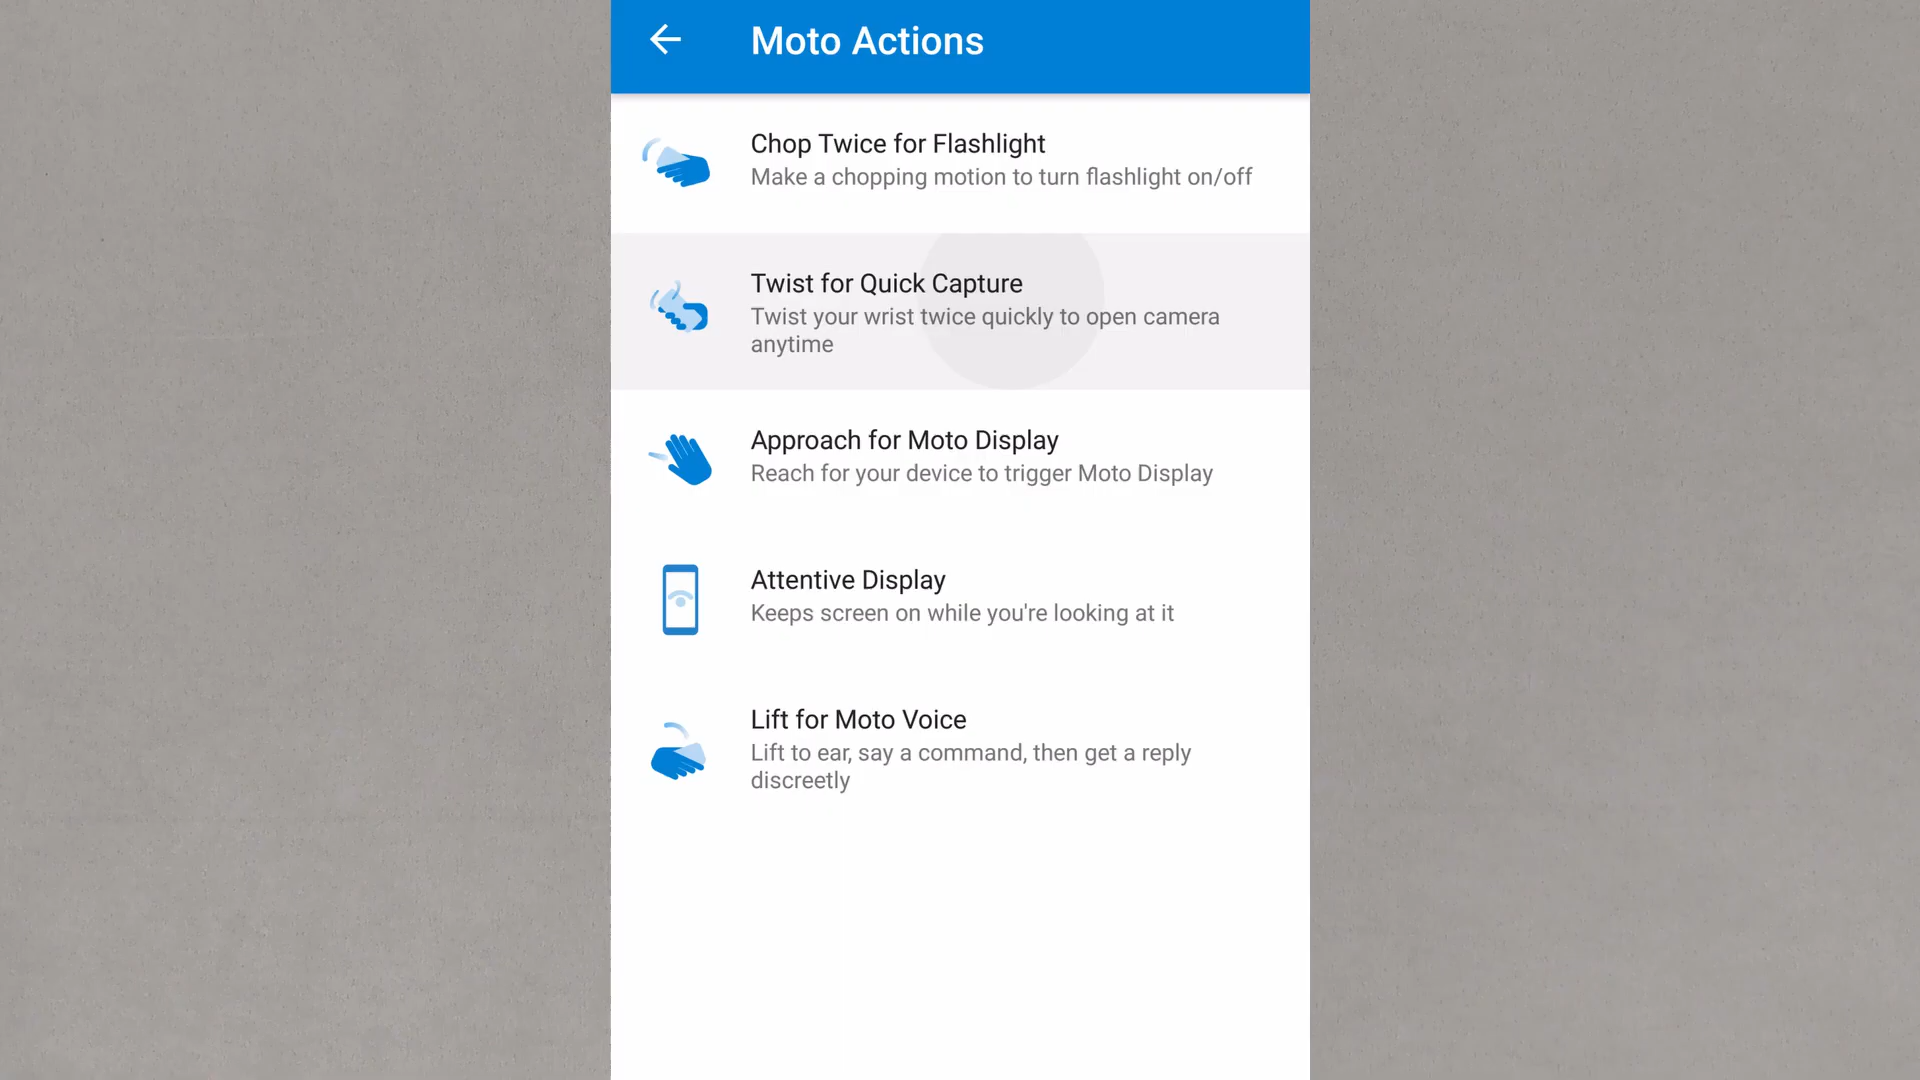 Moto Actions
Chop Twice for Flashlight
Make a chopping motion to turn flashlight on/off
Twist for Quick Capture
Twist your wrist twice quickly to open camera
anytime
Approach for Moto Display
Reach for your device to trigger Moto Display
Attentive Display
Keeps screen on while you're looking at it
Lift for Moto Voice
Lift to ear, say a command, then get a reply
discreetly